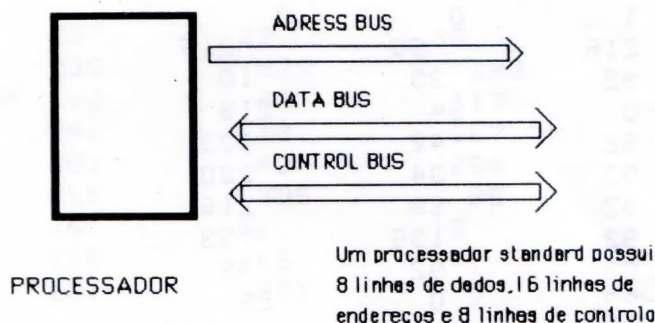 ADRESS BUS
DATA BUS
CONTROL BUS
PROCESSADOR
Um processador standard possui
8 linhas de dados,16 linhas de
endereços e 8 linhas de controlo